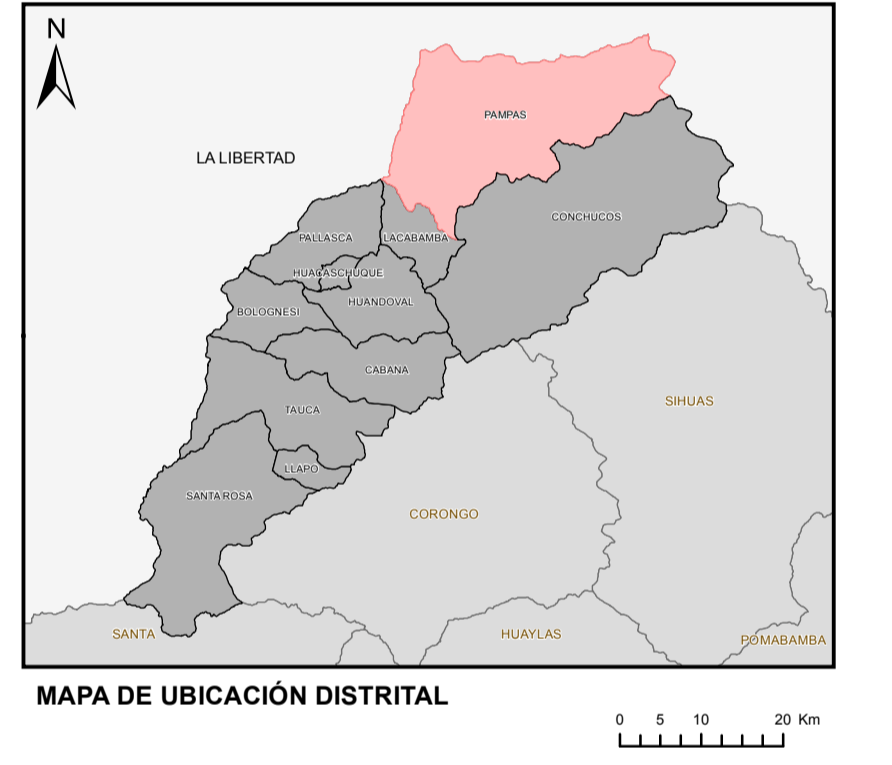 N
PAMPAS
LA LIBERTAD
CONCHUCOS
PALLASCA
LACABAMBA
HUACASCHUQUE
HUANDOVAL
BOLOGNESI
CABANA
SIHUAS
TAUCA
LLAPO
SANTA ROSA
CORONGO
SANTA
HUAYLAS
POMABAMBA
MAPA DE UBICACIÓN DISTRITAL
0 5 10 20 Km